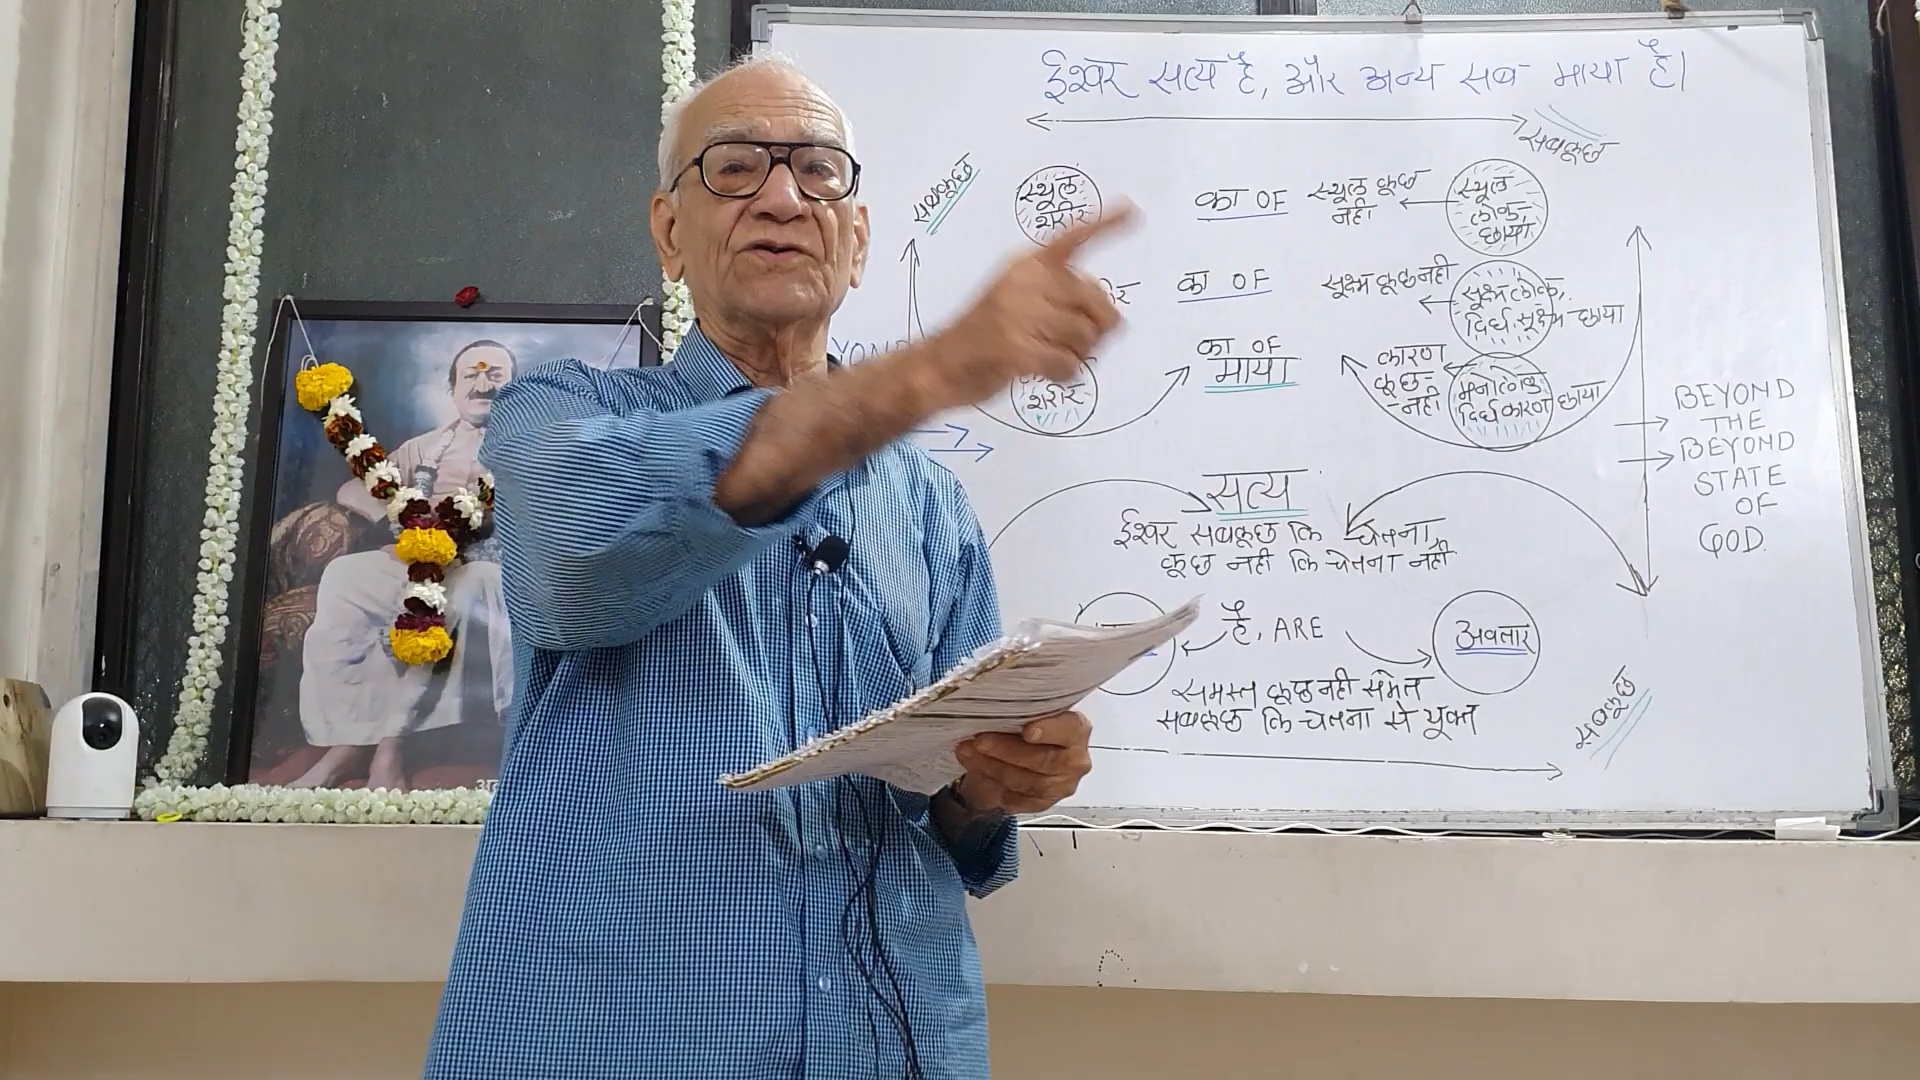 ईश्वर सत्य है, और अन्य सब माया है।
सबकूछ
सबकूछ
स्थूल
शरीर
का OF
स्थूल कूछ
नही
स्थूल
लोक,
छाया
का OF
सूक्ष्म कूछ नही
सूक्ष्म लोक,
दिर्घ सूक्ष्म छाया
का OF
माया
शरीर
कारण
कूछ
नही
मनोलोक
दिर्घ कारण छाया
BEYOND
THE
BEYOND
STATE
OF
GOD.
सत्य
ईश्वर सबकूछ कि चेतना,
कूछ नही कि चेतना नही
है, ARE
अवतार
समस्त कूछ नही समेत
सबकूछ कि चेतना से यूक्त
सबकूछ